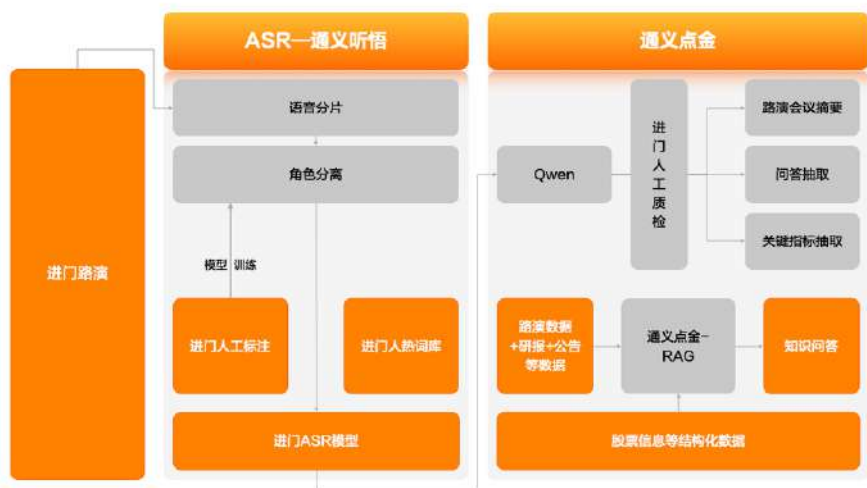 ASR—通义听悟
通义点金
进门路演
语音分片
角色分离
模型 训练
进门人工标注
进门人热词库
进门ASR模型
Qwen
进
门
人
工
质
检
路演会议摘要
问答抽取
关键指标抽取
路演数据
+研报+公告
等数据
通义点金-
RAG
知识问答
股票信息等结构化数据